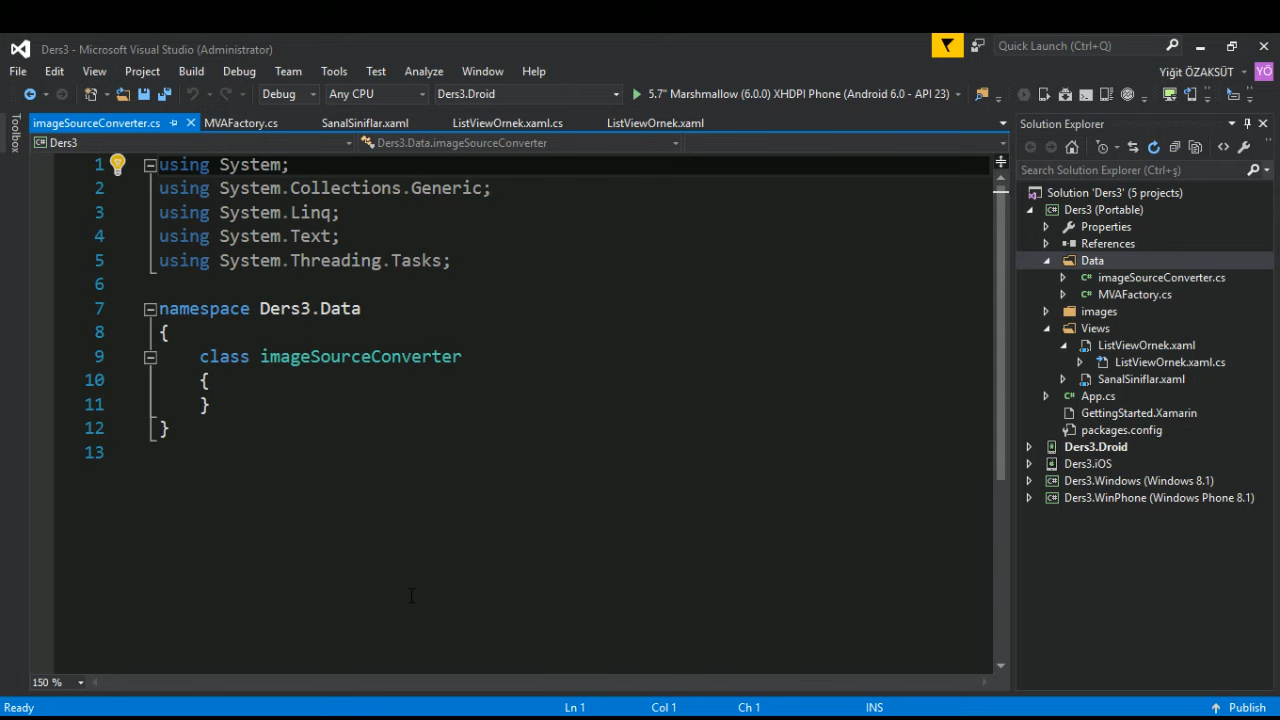 Ders3 - Microsoft Visual Studio (Administrator)
Quick Launch (Ctrl+Q)
File Edit View Project Build Debug Team Tools Test Analyze Window Help
Yiğit ÖZAKSÜT YÖ
Debug Any CPU Ders3.Droid 5.7" Marshmallow (6.0.0) XHDPI Phone (Android 6.0 - API 23)
Toolbox
imageSourceConverter.cs MVAFactory.cs SanalSiniflar.xaml ListViewOrnek.xaml.cs ListViewOrnek.xaml
Ders3 Ders3.Data.imageSourceConverter
1 using System;
2 using System.Collections.Generic;
3 using System.Linq;
4 using System.Text;
5 using System.Threading.Tasks;
6
7 namespace Ders3.Data
8 {
9 class imageSourceConverter
10 {
11 }
12 }
13
150 %
Solution Explorer
Search Solution Explorer (Ctrl+ş)
Solution 'Ders3' (5 projects)
Ders3 (Portable)
Properties
References
Data
imageSourceConverter.cs
MVAFactory.cs
images
Views
ListViewOrnek.xaml
ListViewOrnek.xaml.cs
SanalSiniflar.xaml
App.cs
GettingStarted.Xamarin
packages.config
Ders3.Droid
Ders3.iOS
Ders3.Windows (Windows 8.1)
Ders3.WinPhone (Windows Phone 8.1)
Ready Ln 1 Col 1 Ch 1 INS Publish